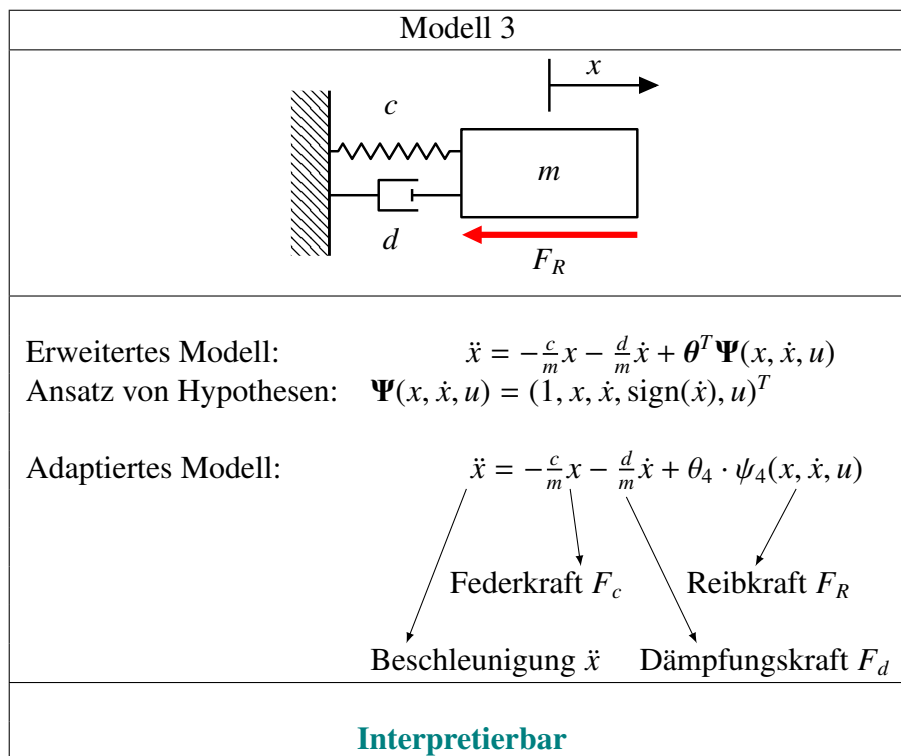 Modell 3
x
c
m
d
F_R
Erweitertes Modell: ẍ = −c/m x − d/m ẋ + θ^T Ψ(x, ẋ, u)
Ansatz von Hypothesen: Ψ(x, ẋ, u) = (1, x, ẋ, sign(ẋ), u)^T
Adaptiertes Modell: ẍ = −c/m x − d/m ẋ + θ_4 · ψ_4(x, ẋ, u)
Federkraft F_c Reibkraft F_R
Beschleunigung ẍ Dämpfungskraft F_d
Interpretierbar